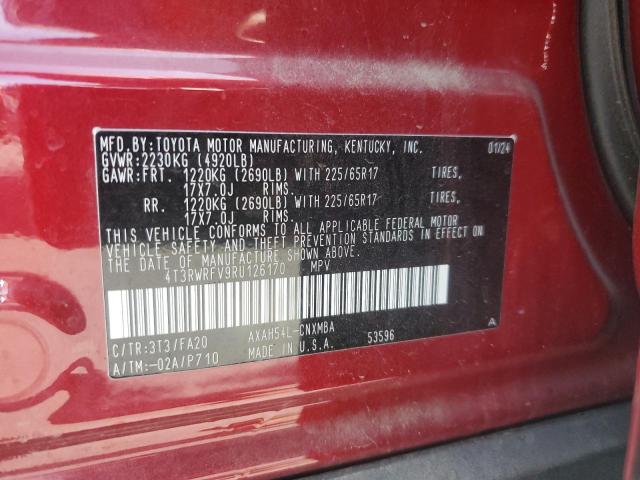 MFD.BY:TOYOTA MOTOR MANUFACTURING, KENTUCKY, INC. 01/24
GVWR:2230KG (4920LB)
GAWR:FRT. 1220KG (2690LB) WITH 225/65R17 TIRES,
17X7.0J RIMS.
RR. 1220KG (2690LB) WITH 225/65R17 TIRES,
17X7.0J RIMS.
THIS VEHICLE CONFORMS TO ALL APPLICABLE FEDERAL MOTOR
VEHICLE SAFETY AND THEFT PREVENTION STANDARDS IN EFFECT ON
THE DATE OF MANUFACTURE SHOWN ABOVE.
4T3RWRFV9RU126170 MPV
C/TR:3T3/FA20 AXAH54L-CNXMBA A
A/TM:-02A/P710 MADE IN U.S.A. 53596